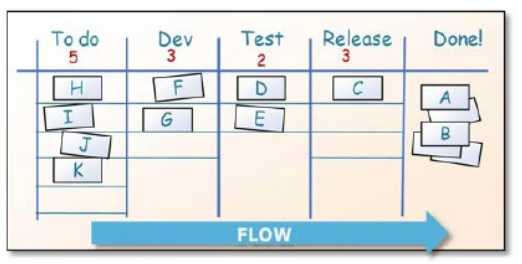 To do Dev Test Release Done!
5 3 2 3
H F D C A
I G E
J B
K
FLOW